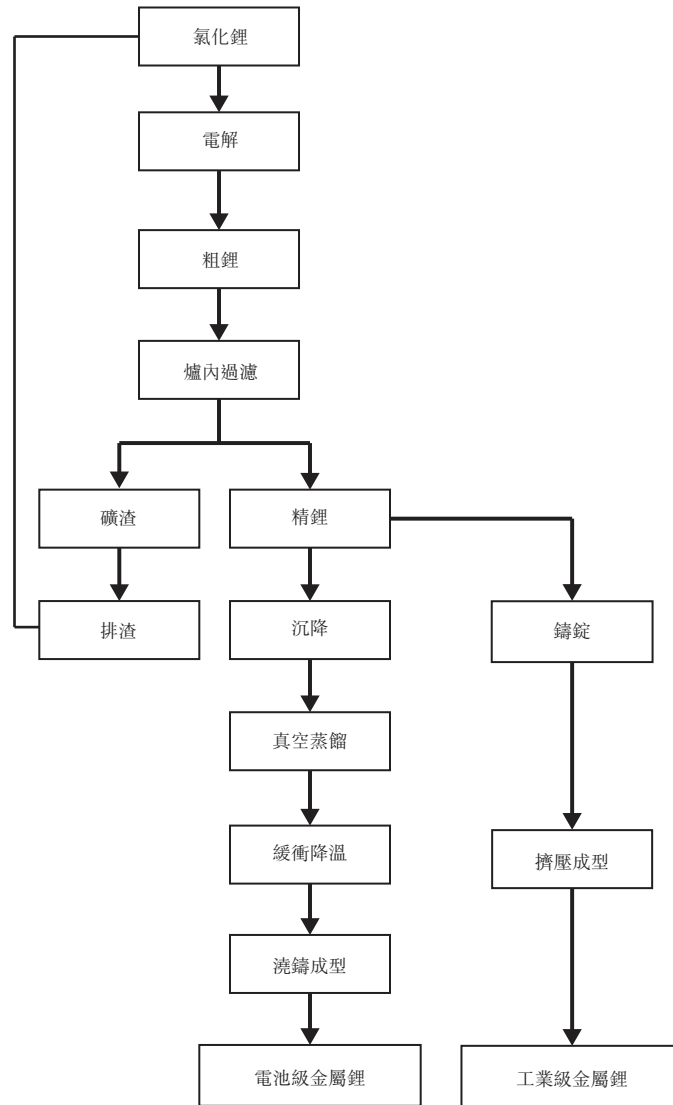 氯化鋰
電解
粗鋰
爐內過濾
礦渣
精鋰
排渣
沉降
鑄錠
真空蒸餾
緩衝降溫
擠壓成型
澆鑄成型
電池級金屬鋰
工業級金屬鋰